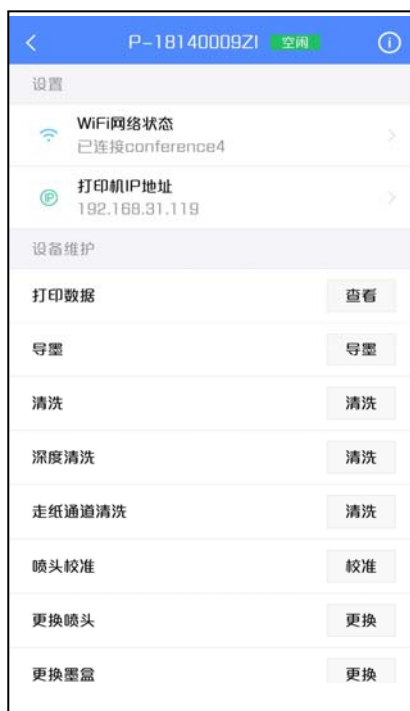 P-18140009ZI 空闲
设置
WiFi网络状态
已连接conference4
IP
打印机IP地址
192.168.31.119
设备维护
打印数据 查看
导墨 导墨
清洗 清洗
深度清洗 清洗
走纸通道清洗 清洗
喷头校准 校准
更换喷头 更换
更换墨盒 更换